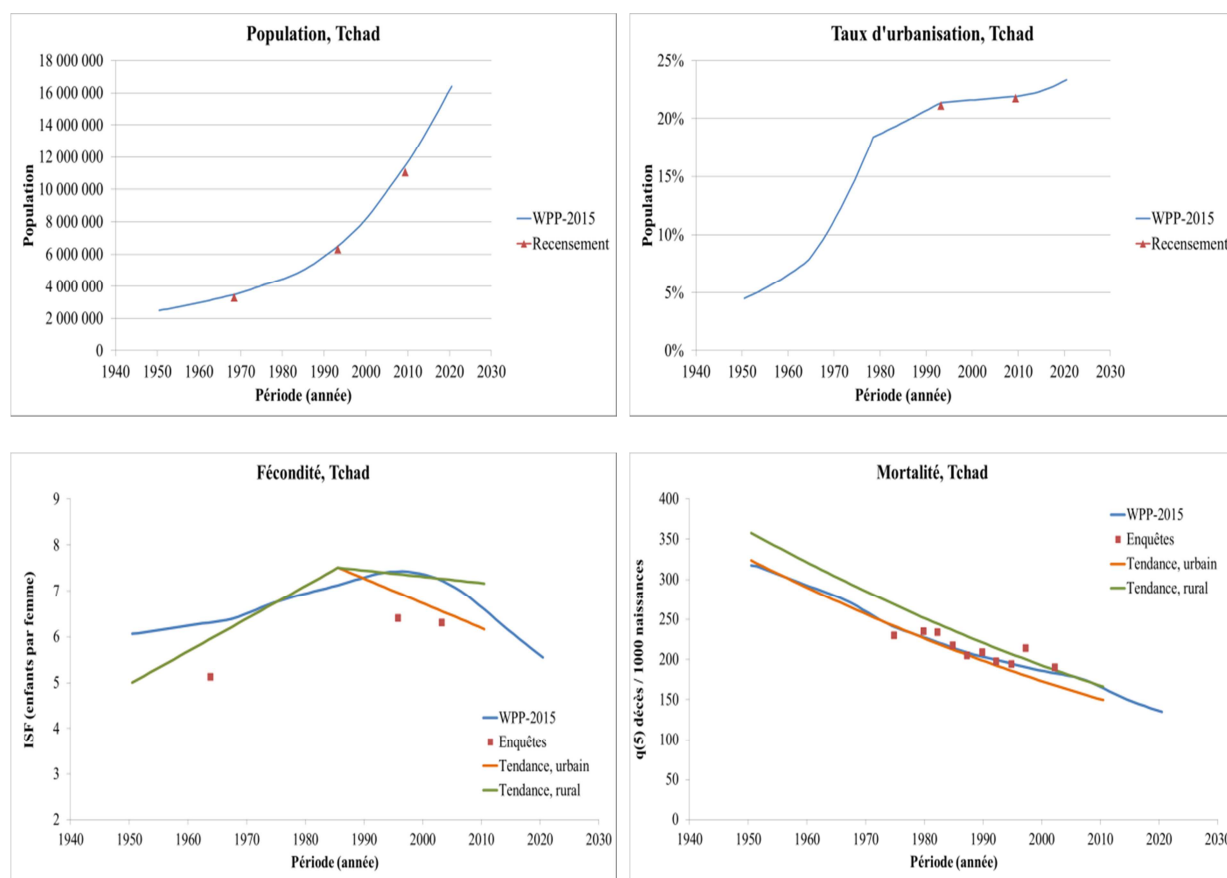 Population, Tchad
18 000 000
16 000 000
14 000 000
12 000 000
10 000 000
8 000 000
6 000 000
4 000 000
2 000 000
0
Population
1940 1950 1960 1970 1980 1990 2000 2010 2020 2030
Période (année)
WPP-2015
Recensement
Taux d'urbanisation, Tchad
25%
20%
15%
10%
5%
0%
Population
1940 1950 1960 1970 1980 1990 2000 2010 2020 2030
Période (année)
WPP-2015
Recensement
Fécondité, Tchad
9
8
7
6
5
4
3
2
ISF (enfants par femme)
1940 1950 1960 1970 1980 1990 2000 2010 2020 2030
Période (année)
WPP-2015
Enquêtes
Tendance, urbain
Tendance, rural
Mortalité, Tchad
400
350
300
250
200
150
100
50
0
q(5) décès / 1000 naissances
1940 1950 1960 1970 1980 1990 2000 2010 2020 2030
Période (année)
WPP-2015
Enquêtes
Tendance, urbain
Tendance, rural